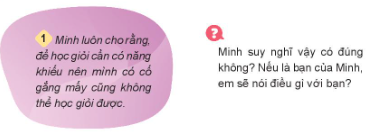 1 Minh luôn cho rằng,
để học giỏi cần có năng
khiếu nên mình có cố
gắng mấy cũng không
thể học giỏi được.
?
Minh suy nghĩ vậy có đúng
không? Nếu là bạn của Minh,
em sẽ nói điều gì với bạn?